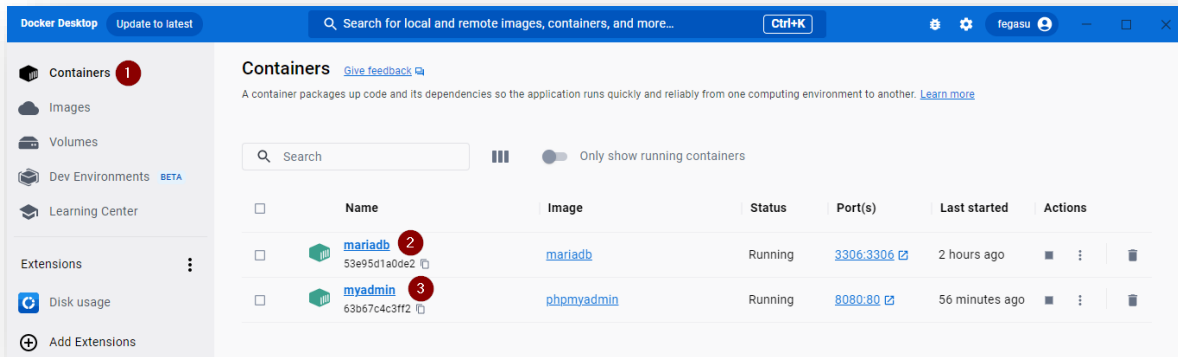 Docker Desktop Update to latest Search for local and remote images, containers, and more... Ctrl+K fegasu
Containers 1
Images
Volumes
Dev Environments BETA
Learning Center
Extensions
Disk usage
Add Extensions
Containers Give feedback
A container packages up code and its dependencies so the application runs quickly and reliably from one computing environment to another. Learn more
Search Only show running containers
Name Image Status Port(s) Last started Actions
mariadb 2 mariadb Running 3306:3306 2 hours ago
53e95d1a0de2
myadmin 3 phpmyadmin Running 8080:80 56 minutes ago
63b67c4c3ff2